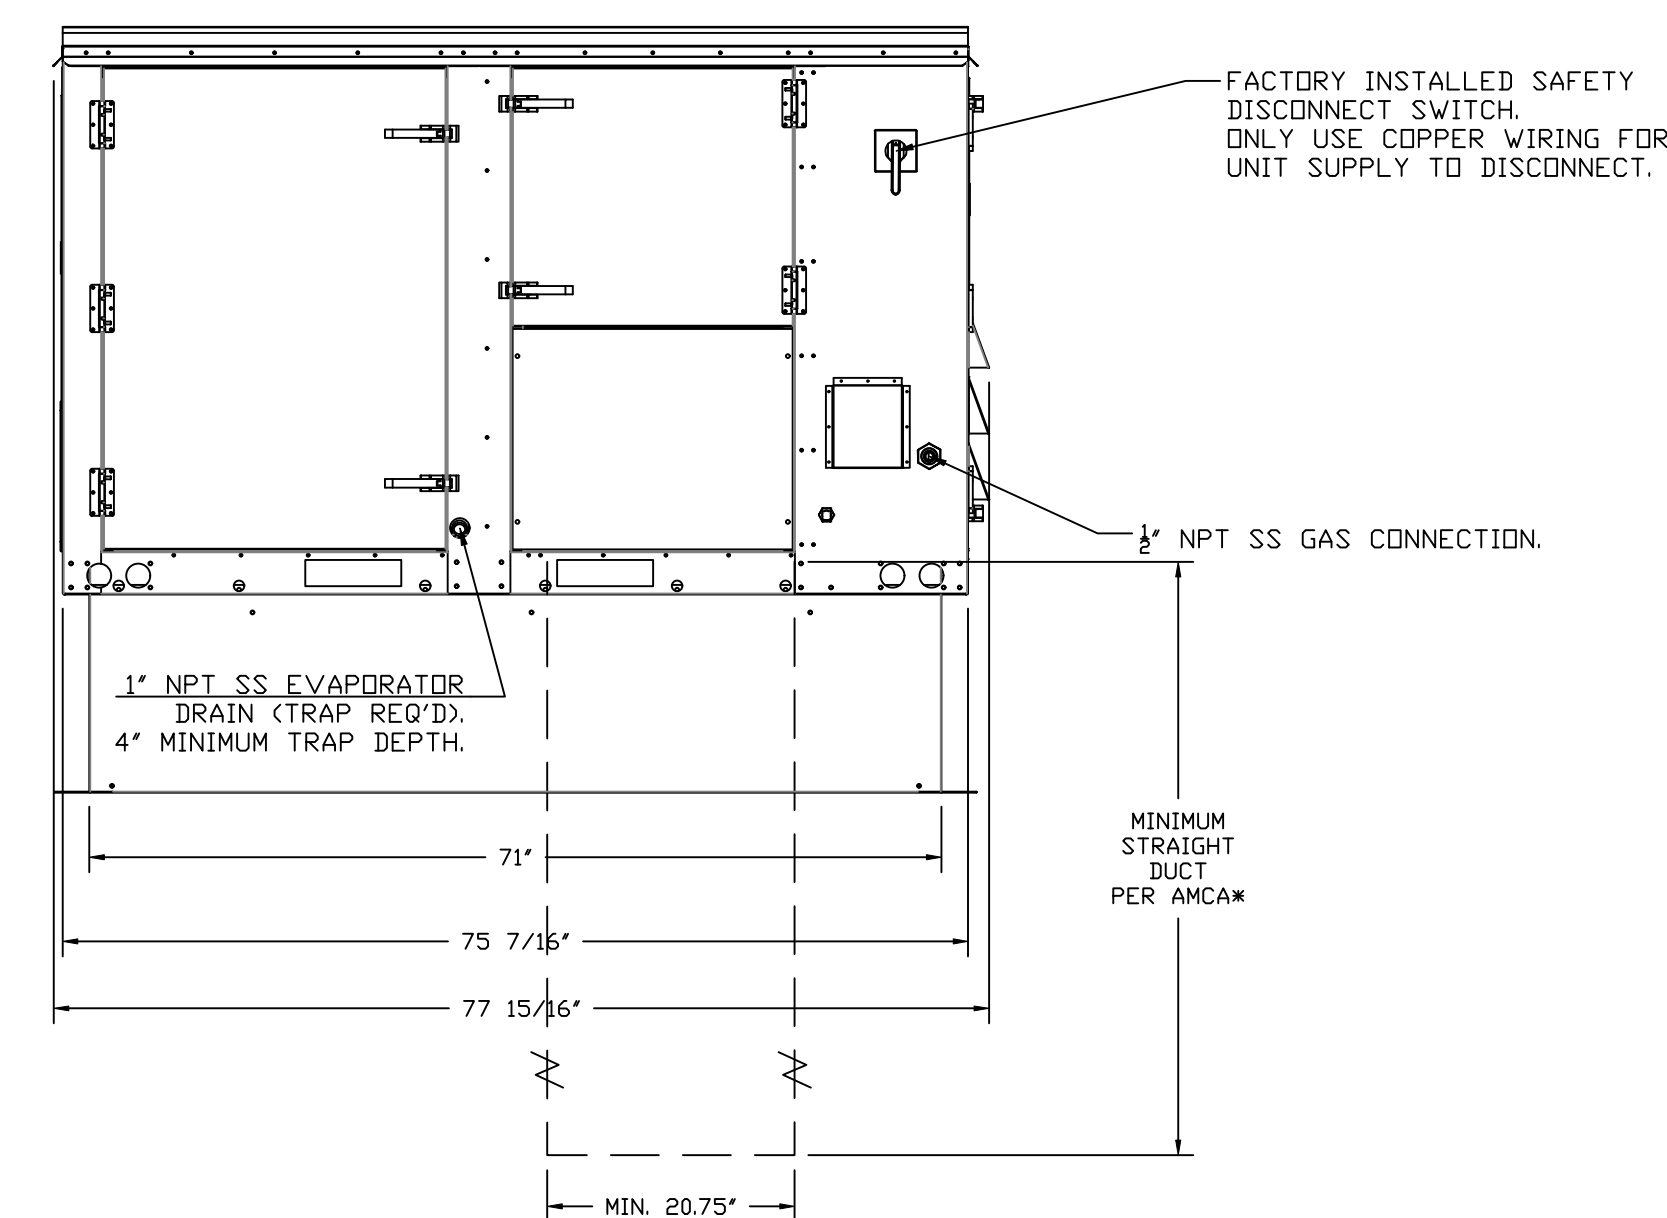 FACTORY INSTALLED SAFETY
DISCONNECT SWITCH.
ONLY USE COPPER WIRING FOR
UNIT SUPPLY TO DISCONNECT.
½" NPT SS GAS CONNECTION.
1" NPT SS EVAPORATOR
DRAIN (TRAP REQ'D).
4" MINIMUM TRAP DEPTH.
MINIMUM
STRAIGHT
DUCT
PER AMCA*
71"
75 7/16"
77 15/16"
MIN. 20.75"